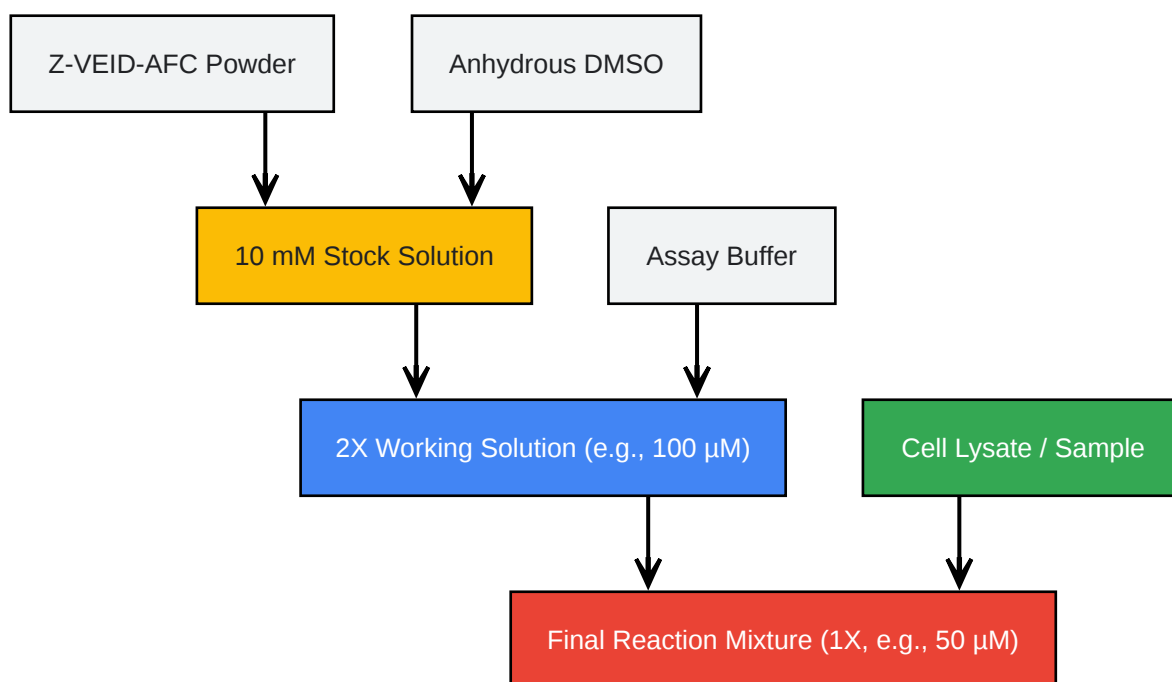 Z-VEID-AFC Powder
Anhydrous DMSO
10 mM Stock Solution
Assay Buffer
2X Working Solution (e.g., 100 µM)
Cell Lysate / Sample
Final Reaction Mixture (1X, e.g., 50 µM)